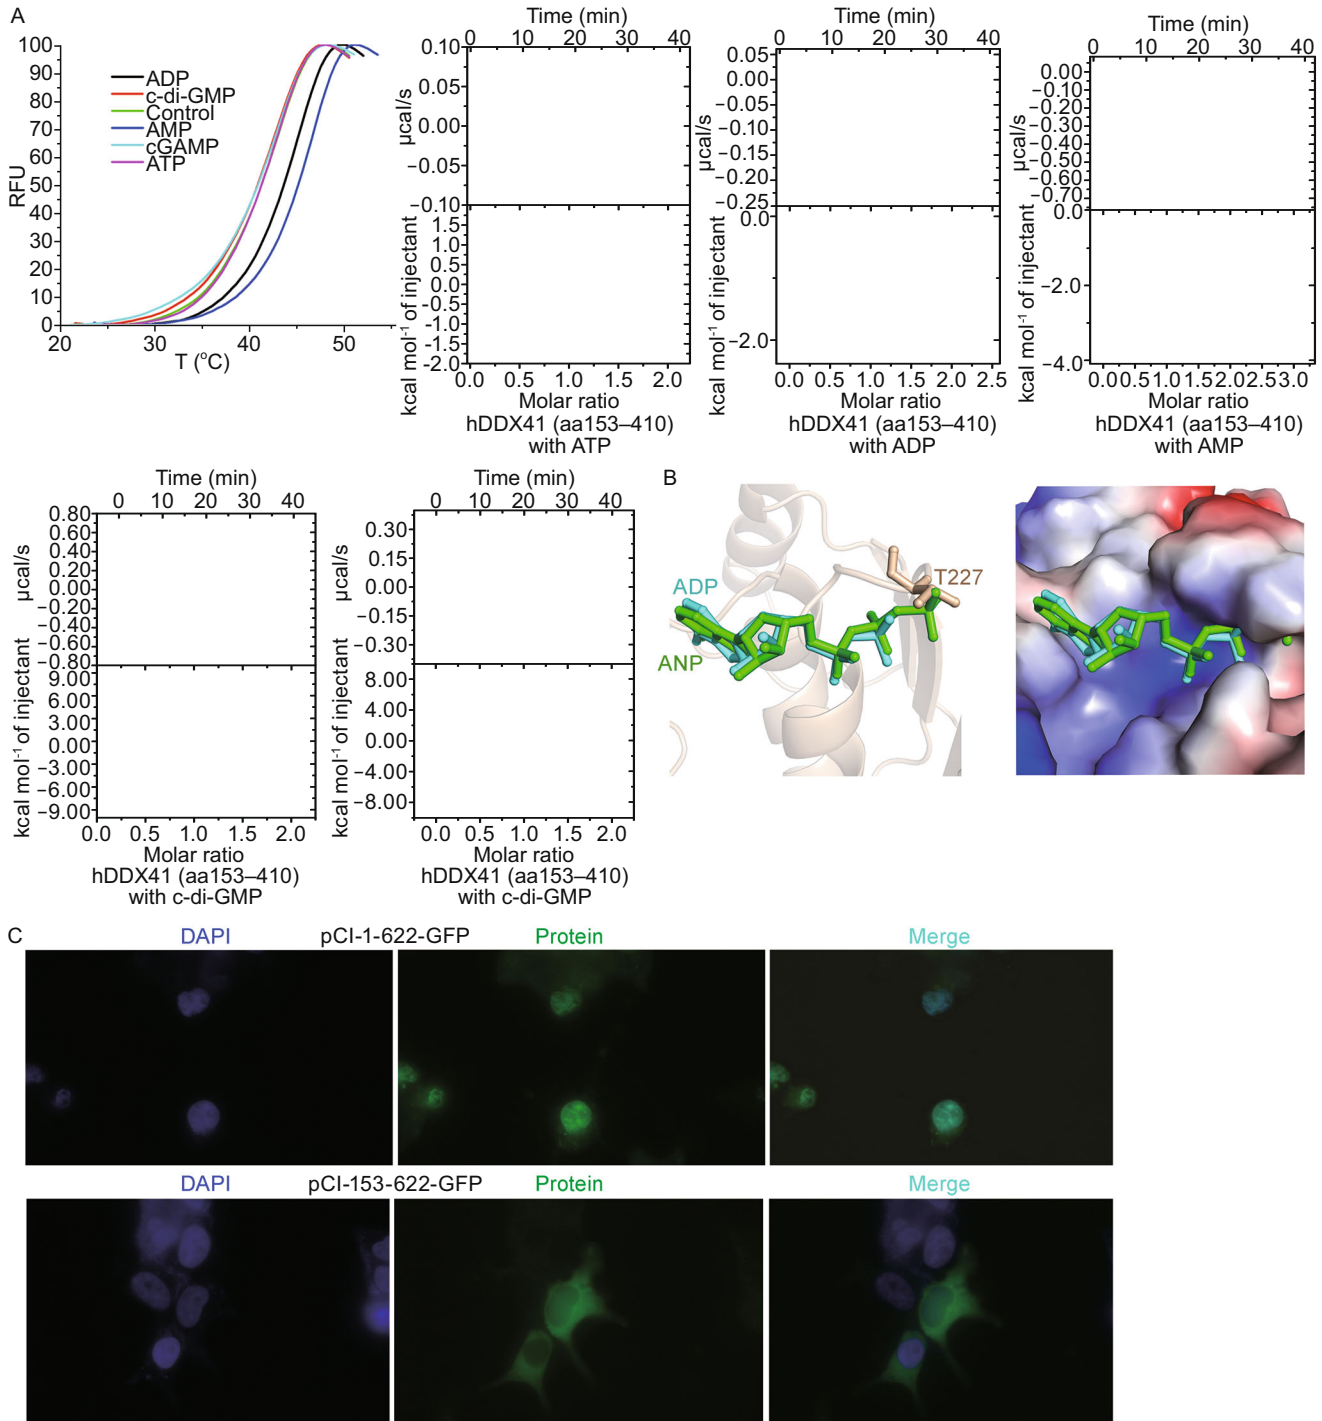 A
RFU
100
90
80
70
60
50
40
30
20
10
0
20
30
40
50
T (°C)
ADP
c-di-GMP
Control
AMP
cGAMP
ATP
Time (min)
0 10 20 30 40
µcal/s
0.10
0.05
0.00
−0.05
−0.10
kcal mol⁻¹ of injectant
1.5
1.0
0.5
0.0
−0.5
−1.0
−1.5
−2.0
0.0 0.5 1.0 1.5 2.0
Molar ratio
hDDX41 (aa153–410)
with ATP
Time (min)
0 10 20 30 40
µcal/s
0.05
0.00
−0.05
−0.10
−0.15
−0.20
−0.25
kcal mol⁻¹ of injectant
0.0
−2.0
0.0 0.5 1.0 1.5 2.0 2.5
Molar ratio
hDDX41 (aa153–410)
with ADP
Time (min)
0 10 20 30 40
µcal/s
0.00
−0.10
−0.20
−0.30
−0.40
−0.50
−0.60
−0.70
kcal mol⁻¹ of injectant
0.0
−2.0
−4.0
0.0 0.5 1.0 1.5 2.0 2.5 3.0
Molar ratio
hDDX41 (aa153–410)
with AMP
Time (min)
0 10 20 30 40
µcal/s
0.80
0.60
0.40
0.20
0.00
−0.20
−0.40
−0.60
−0.80
kcal mol⁻¹ of injectant
9.00
6.00
3.00
0.00
−3.00
−6.00
−9.00
0.0 0.5 1.0 1.5 2.0
Molar ratio
hDDX41 (aa153–410)
with c-di-GMP
Time (min)
0 10 20 30 40
µcal/s
0.30
0.15
0.00
−0.15
−0.30
kcal mol⁻¹ of injectant
8.00
4.00
0.00
−4.00
−8.00
0.0 0.5 1.0 1.5 2.0
Molar ratio
hDDX41 (aa153–410)
with c-di-GMP
B
ADP
ANP
T227
C
DAPI
pCI-1-622-GFP
Protein
Merge
DAPI
pCI-153-622-GFP
Protein
Merge